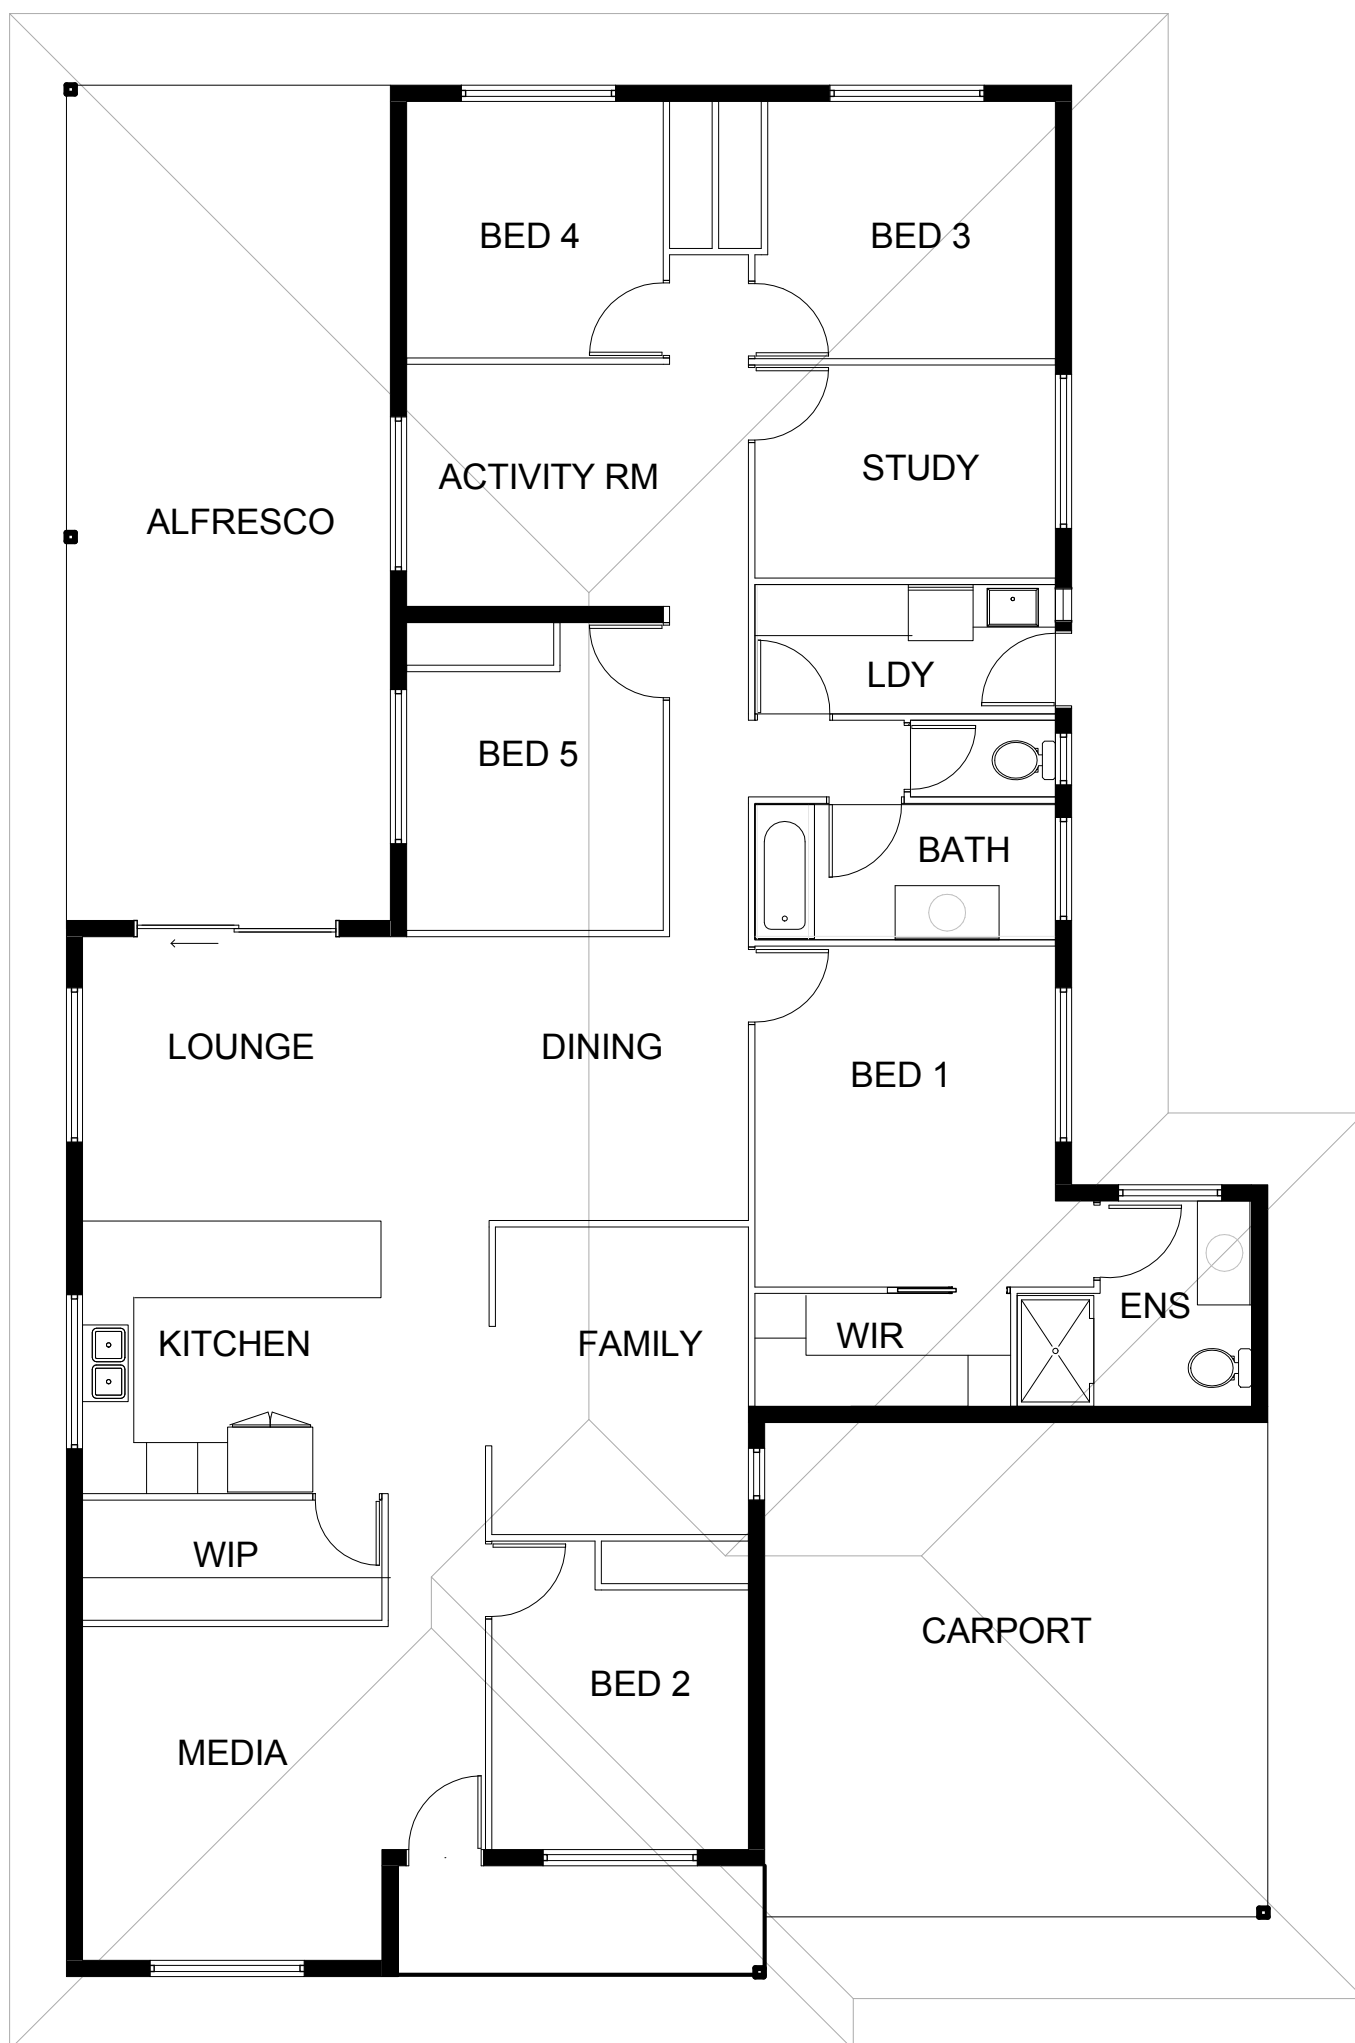 BED 4
BED 3
ACTIVITY RM
STUDY
ALFRESCO
LDY
BED 5
BATH
LOUNGE
DINING
BED 1
ENS
KITCHEN
FAMILY
WIR
WIP
CARPORT
BED 2
MEDIA